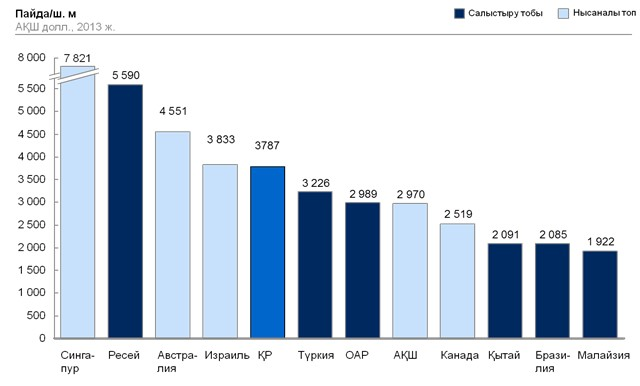 Пайда/ш. м
АҚШ долл., 2013 ж.
Салыстыру тобы
Нысаналы топ
8 000
5 500
5 000
4 500
4 000
3 500
3 000
2 500
2 000
1 500
1 000
500
0
7 821
5 590
4 551
3 833
3787
3 226
2 989
2 970
2 519
2 091
2 085
1 922
Синга-
пур
Ресей
Австра-
лия
Израиль
ҚР
Түркия
ОАР
АҚШ
Канада
Қытай
Брази-
лия
Малайзия